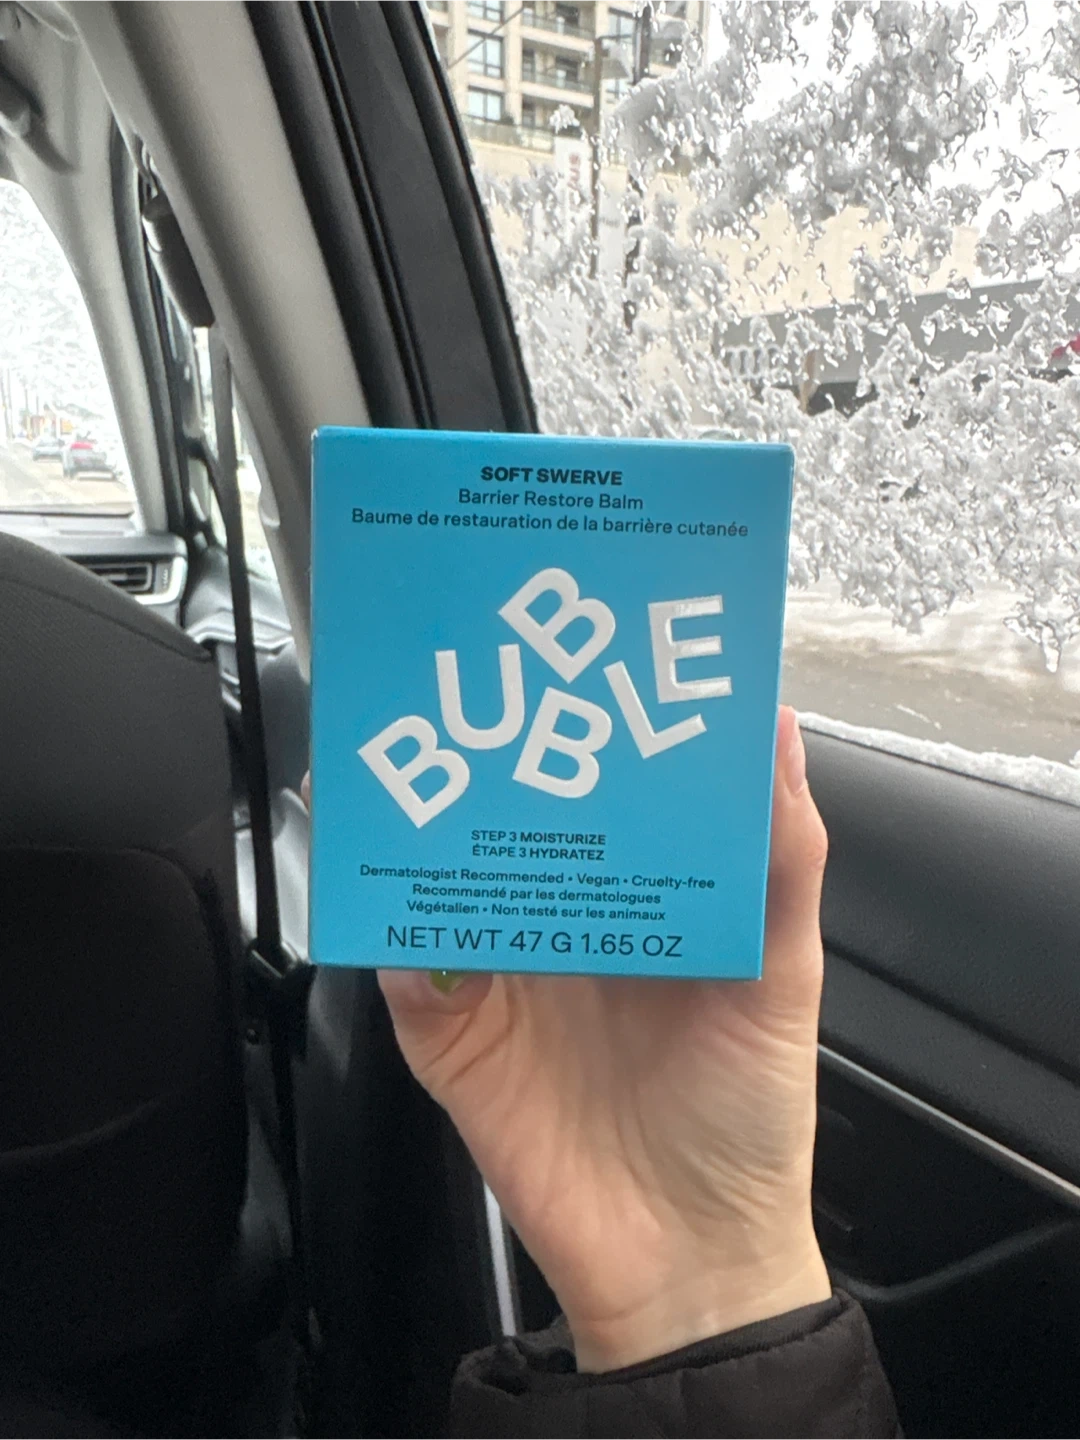 SOFT SWERVE
Barrier Restore Balm
Baume de restauration de la barrière cutanée
BUBBLE
STEP 3 MOISTURIZE
ÉTAPE 3 HYDRATEZ
Dermatologist Recommended • Vegan • Cruelty-free
Recommandé par les dermatologues
Végétalien • Non testé sur les animaux
NET WT 47 G 1.65 OZ